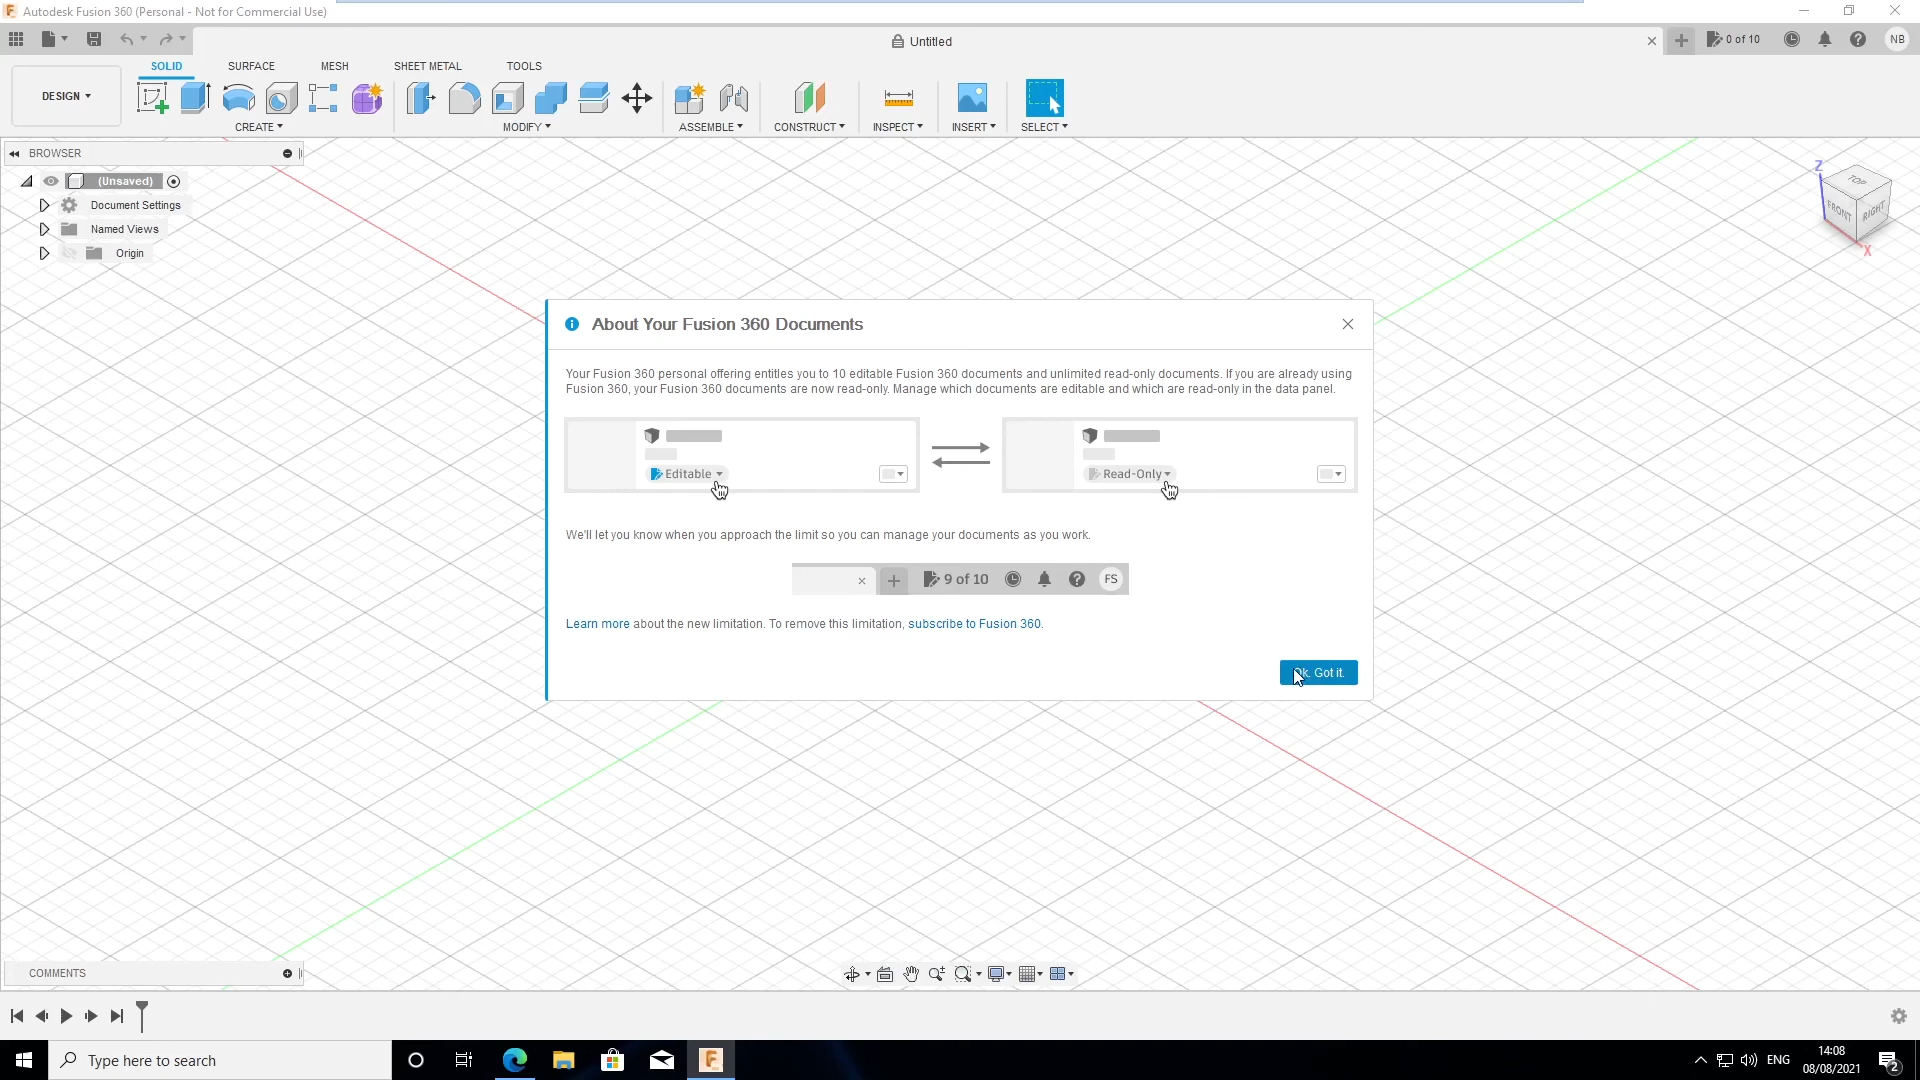 Autodesk Fusion 360 (Personal - Not for Commercial Use)
Untitled
0 of 10
NB
SOLID
SURFACE
MESH
SHEET METAL
TOOLS
DESIGN
CREATE
MODIFY
ASSEMBLE
CONSTRUCT
INSPECT
INSERT
SELECT
BROWSER
(Unsaved)
Document Settings
Named Views
Origin
Z
TOP
FRONT
RIGHT
X
About Your Fusion 360 Documents
Your Fusion 360 personal offering entitles you to 10 editable Fusion 360 documents and unlimited read-only documents. If you are already using
Fusion 360, your Fusion 360 documents are now read-only. Manage which documents are editable and which are read-only in the data panel.
Editable
Read-Only
We'll let you know when you approach the limit so you can manage your documents as you work.
9 of 10
FS
Learn more about the new limitation. To remove this limitation, subscribe to Fusion 360.
Ok. Got it.
COMMENTS
Type here to search
ENG
14:08
08/08/2021
2